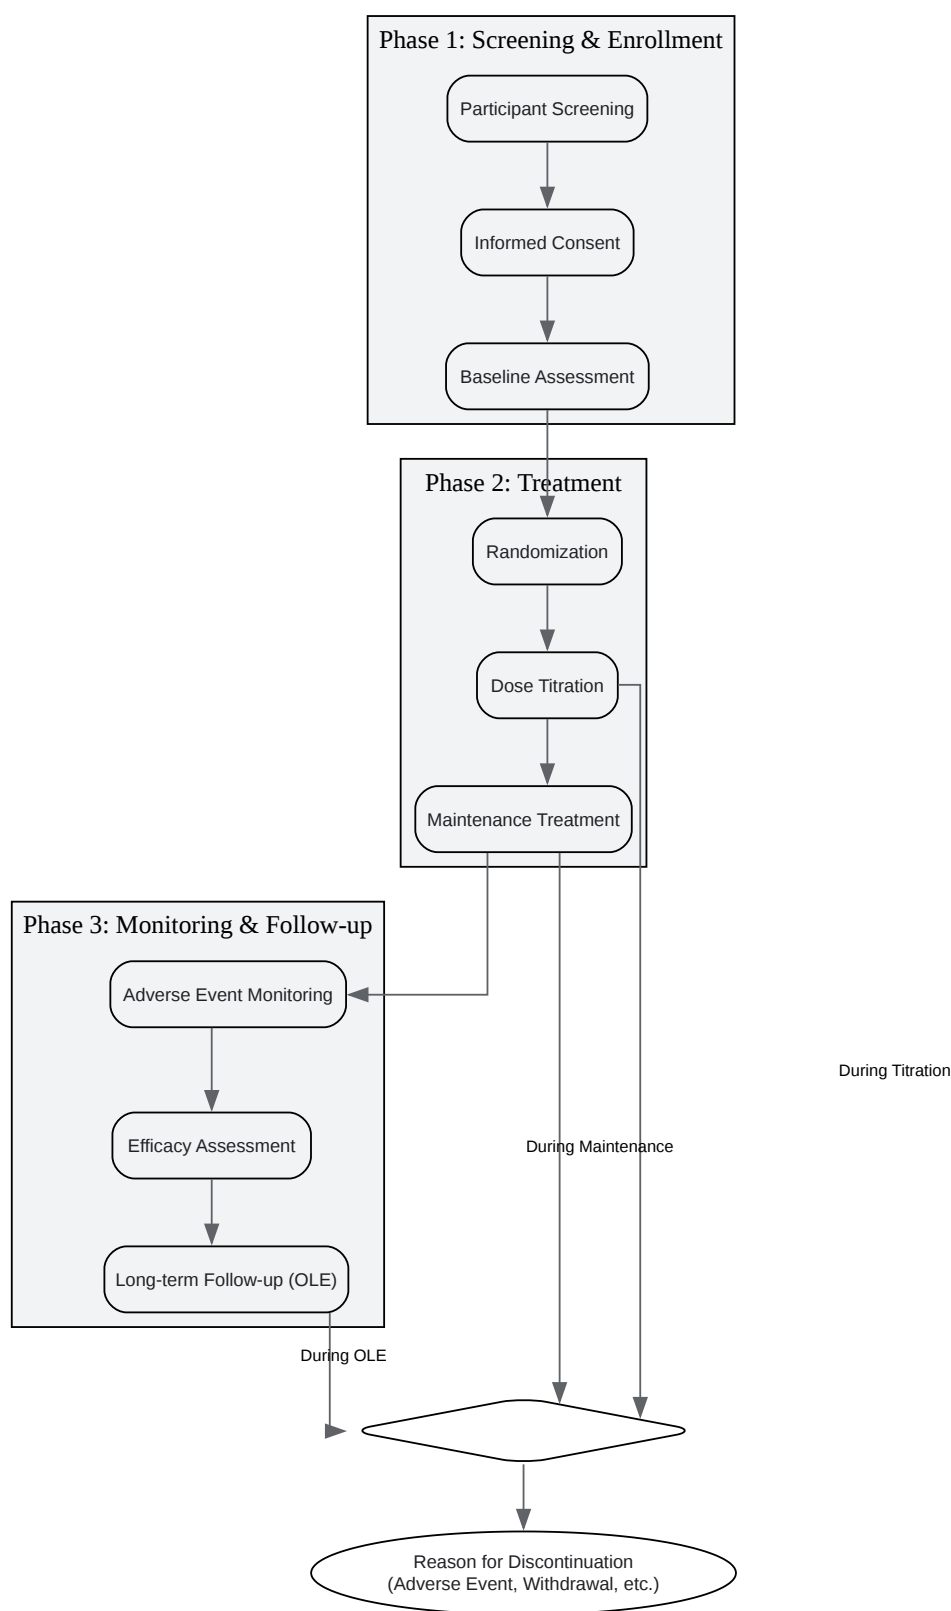 Phase 1: Screening & Enrollment
Participant Screening
Informed Consent
Baseline Assessment
Phase 2: Treatment
Randomization
Dose Titration
Maintenance Treatment
Phase 3: Monitoring & Follow-up
Adverse Event Monitoring
During Titration
Efficacy Assessment
During Maintenance
Long-term Follow-up (OLE)
During OLE
Reason for Discontinuation
(Adverse Event, Withdrawal, etc.)